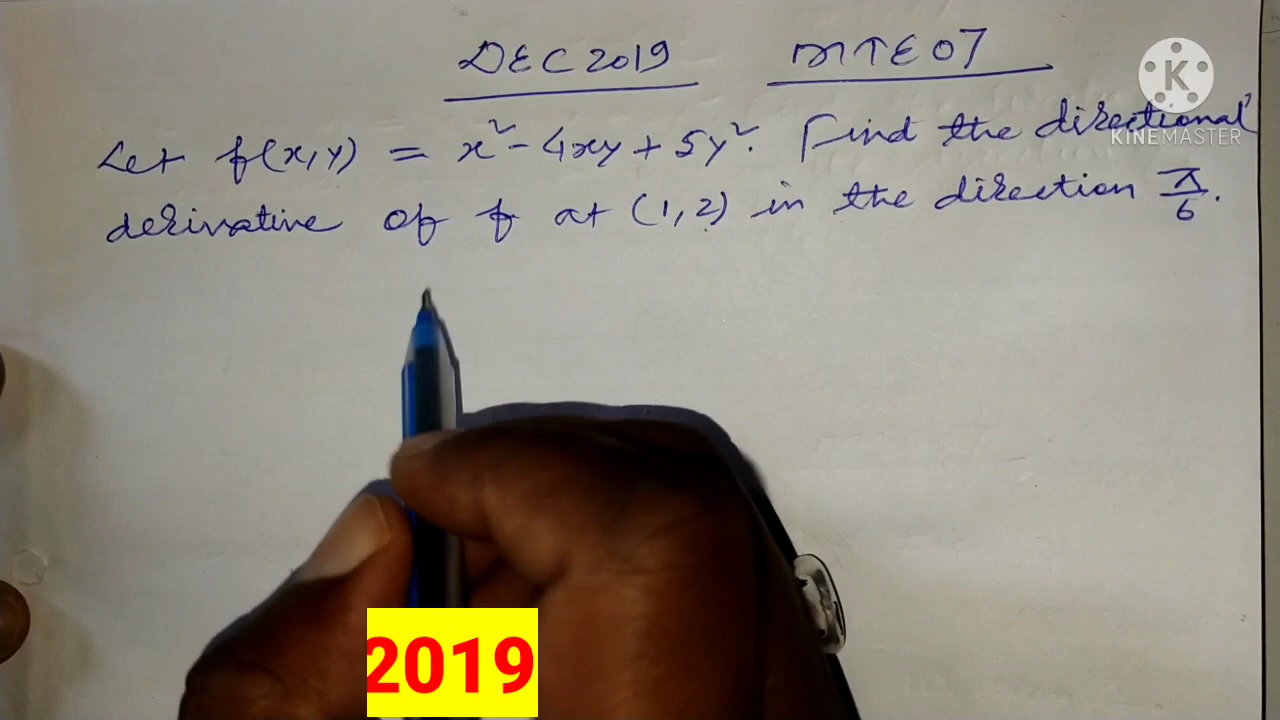 DEC 2019 MTE 07
KINEMASTER
Let f(x,y) = x² - 4xy + 5y². Find the directional
derivative of f at (1,2) in the direction π/6.
2019